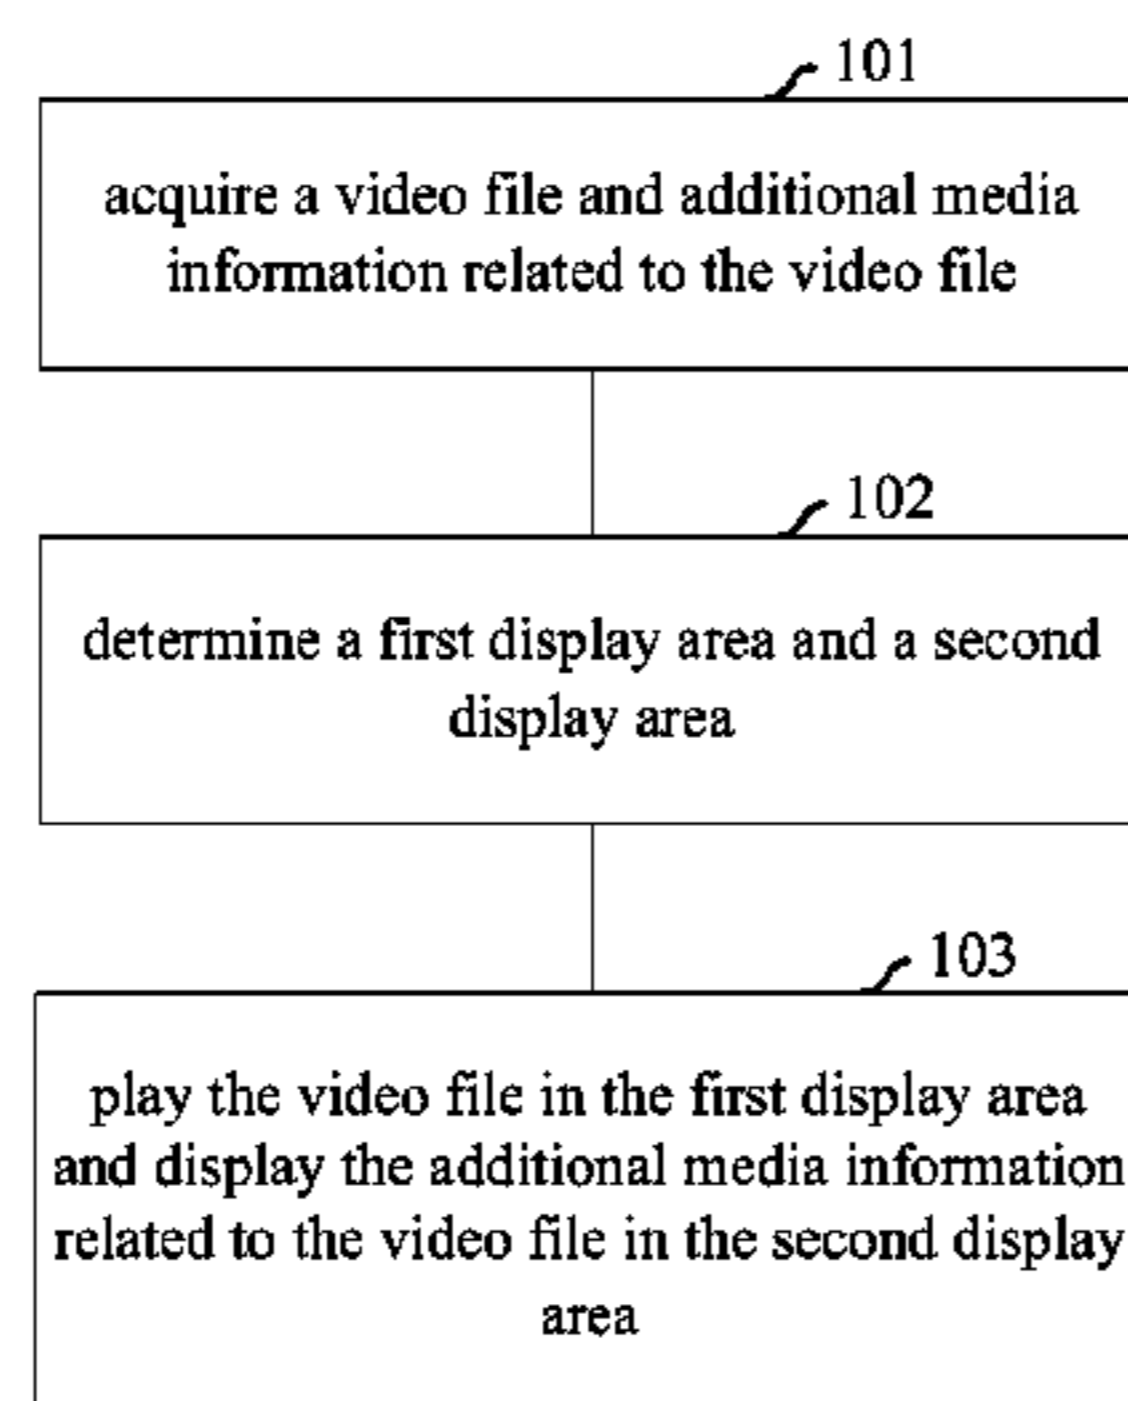 101
acquire a video file and additional media
information related to the video file
102
determine a first display area and a second
display area
103
play the video file in the first display area
and display the additional media information
related to the video file in the second display
area